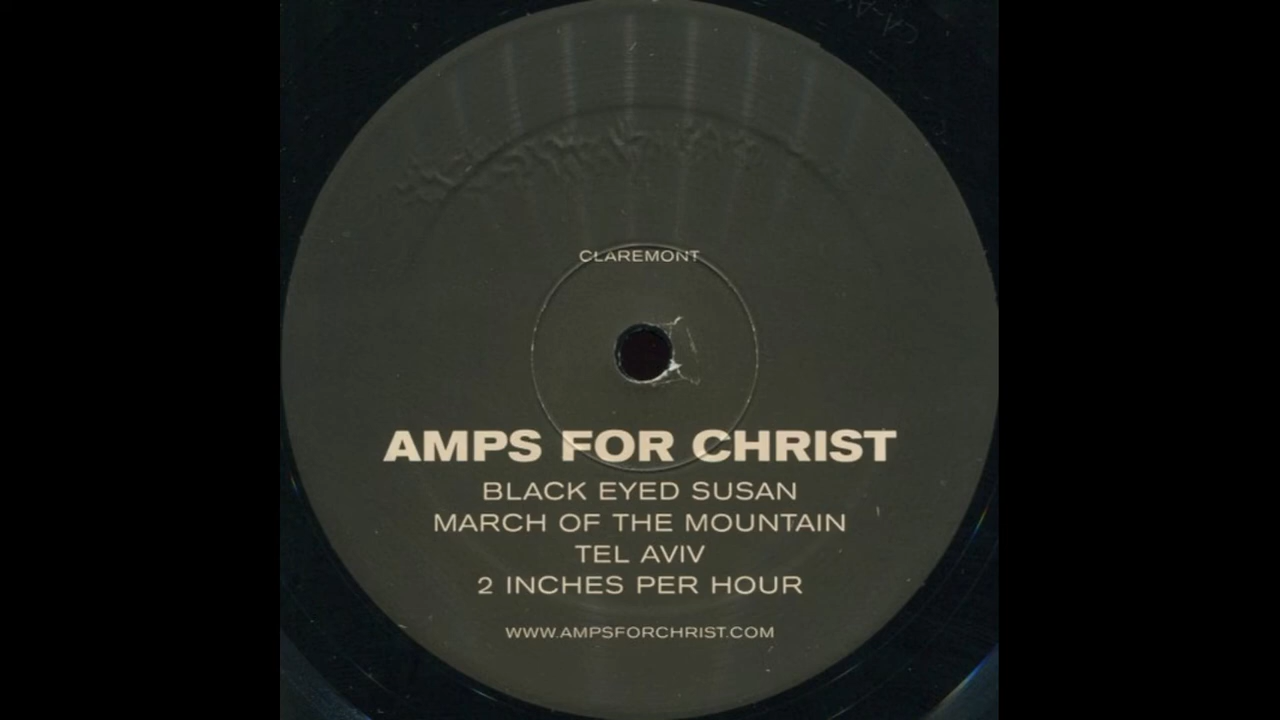 CLAREMONT
AMPS FOR CHRIST
BLACK EYED SUSAN
MARCH OF THE MOUNTAIN
TEL AVIV
2 INCHES PER HOUR
WWW.AMPSFORCHRIST.COM